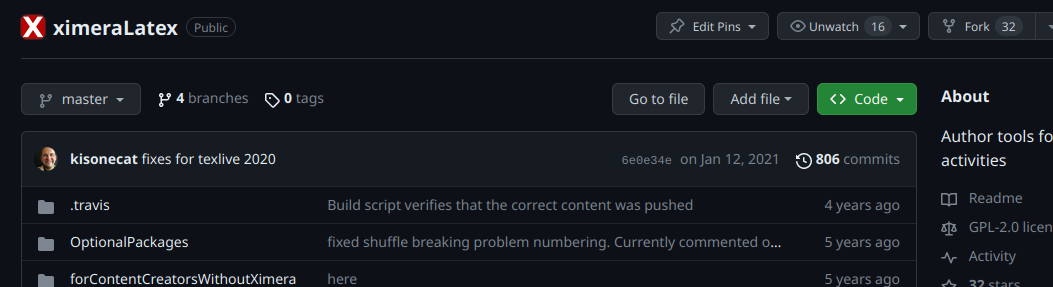 X ximeraLatex Public Edit Pins Unwatch 16 Fork 32
master 4 branches 0 tags Go to file Add file Code About
kisonecat fixes for texlive 2020 6e0e34e on Jan 12, 2021 806 commits
Author tools fo
activities
.travis Build script verifies that the correct content was pushed 4 years ago
Readme
GPL-2.0 licen
OptionalPackages fixed shuffle breaking problem numbering. Currently commented o... 5 years ago
Activity
forContentCreatorsWithoutXimera here 5 years ago
32 stars